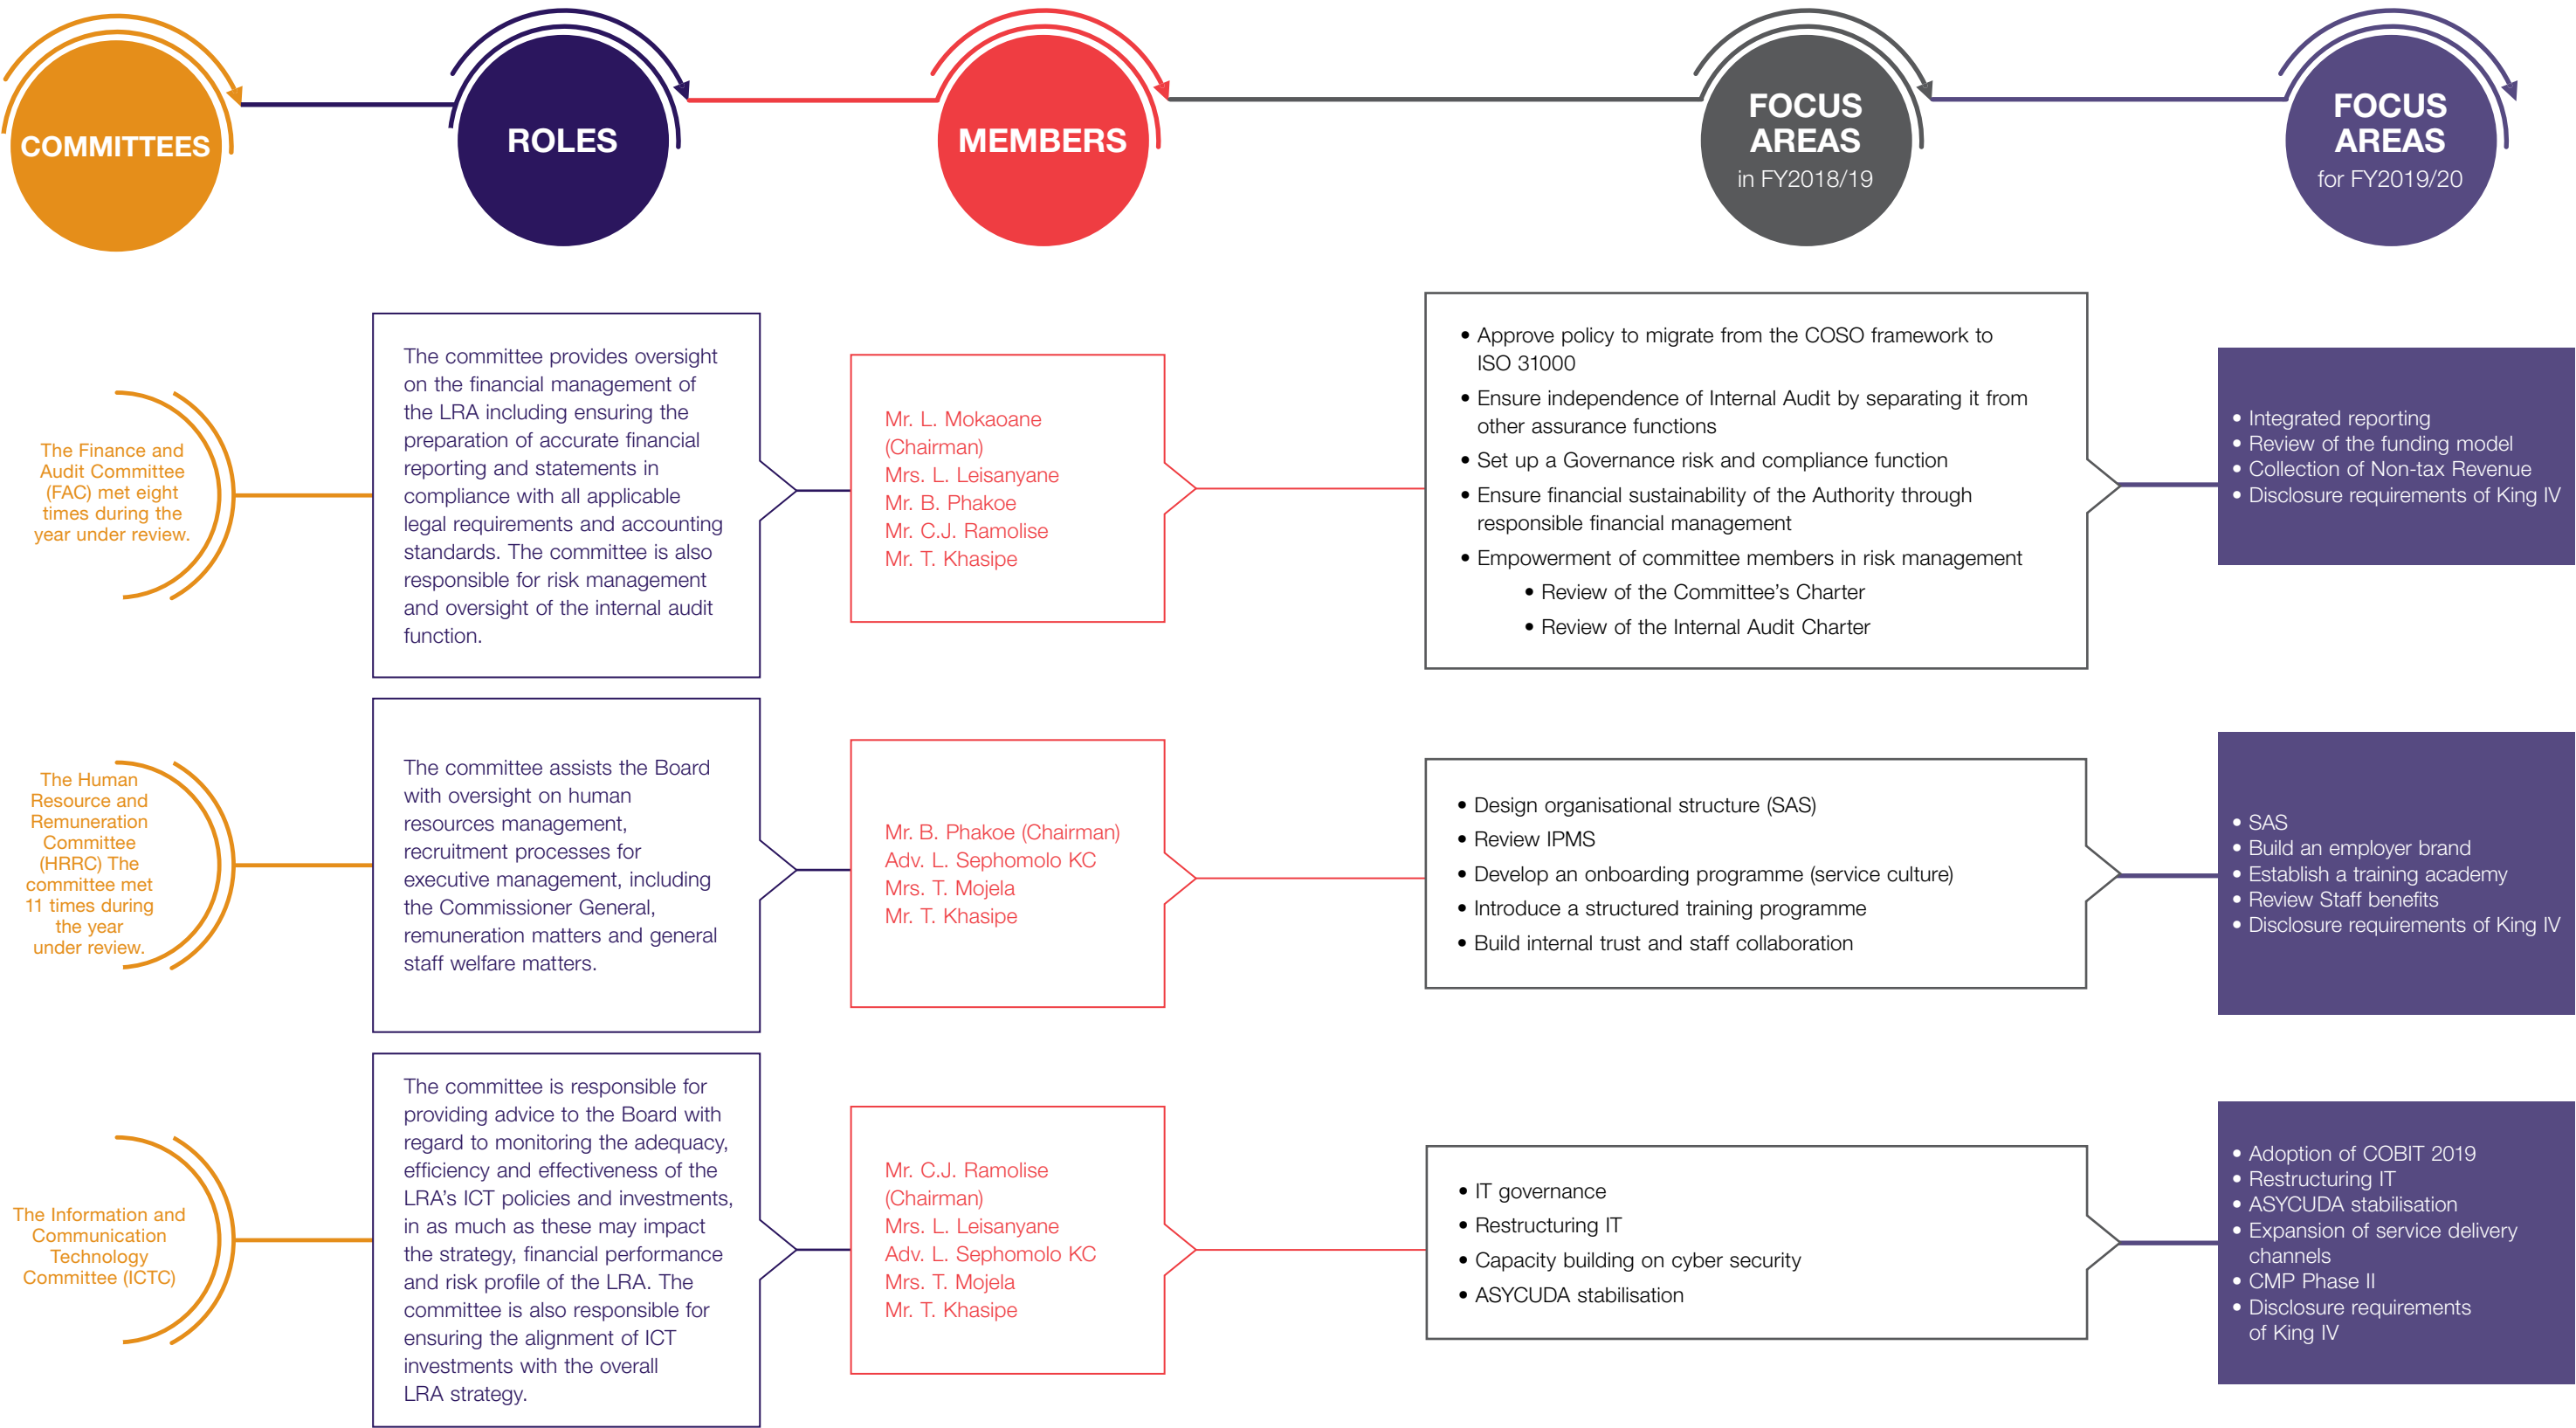 COMMITTEES
ROLES
MEMBERS
FOCUS
AREAS
in FY2018/19
FOCUS
AREAS
for FY2019/20
The Finance and
Audit Committee
(FAC) met eight
times during the
year under review.
The committee provides oversight
on the financial management of
the LRA including ensuring the
preparation of accurate financial
reporting and statements in
compliance with all applicable
legal requirements and accounting
standards. The committee is also
responsible for risk management
and oversight of the internal audit
function.
Mr. L. Mokaoane
(Chairman)
Mrs. L. Leisanyane
Mr. B. Phakoe
Mr. C.J. Ramolise
Mr. T. Khasipe
• Approve policy to migrate from the COSO framework to
ISO 31000
• Ensure independence of Internal Audit by separating it from
other assurance functions
• Set up a Governance risk and compliance function
• Ensure financial sustainability of the Authority through
responsible financial management
• Empowerment of committee members in risk management
• Review of the Committee's Charter
• Review of the Internal Audit Charter
• Integrated reporting
• Review of the funding model
• Collection of Non-tax Revenue
• Disclosure requirements of King IV
The Human
Resource and
Remuneration
Committee
(HRRC) The
committee met
11 times during
the year
under review.
The committee assists the Board
with oversight on human
resources management,
recruitment processes for
executive management, including
the Commissioner General,
remuneration matters and general
staff welfare matters.
Mr. B. Phakoe (Chairman)
Adv. L. Sephomolo KC
Mrs. T. Mojela
Mr. T. Khasipe
• Design organisational structure (SAS)
• Review IPMS
• Develop an onboarding programme (service culture)
• Introduce a structured training programme
• Build internal trust and staff collaboration
• SAS
• Build an employer brand
• Establish a training academy
• Review Staff benefits
• Disclosure requirements of King IV
The Information and
Communication
Technology
Committee (ICTC)
The committee is responsible for
providing advice to the Board with
regard to monitoring the adequacy,
efficiency and effectiveness of the
LRA's ICT policies and investments,
in as much as these may impact
the strategy, financial performance
and risk profile of the LRA. The
committee is also responsible for
ensuring the alignment of ICT
investments with the overall
LRA strategy.
Mr. C.J. Ramolise
(Chairman)
Mrs. L. Leisanyane
Adv. L. Sephomolo KC
Mrs. T. Mojela
Mr. T. Khasipe
• IT governance
• Restructuring IT
• Capacity building on cyber security
• ASYCUDA stabilisation
• Adoption of COBIT 2019
• Restructuring IT
• ASYCUDA stabilisation
• Expansion of service delivery
channels
• CMP Phase II
• Disclosure requirements
of King IV